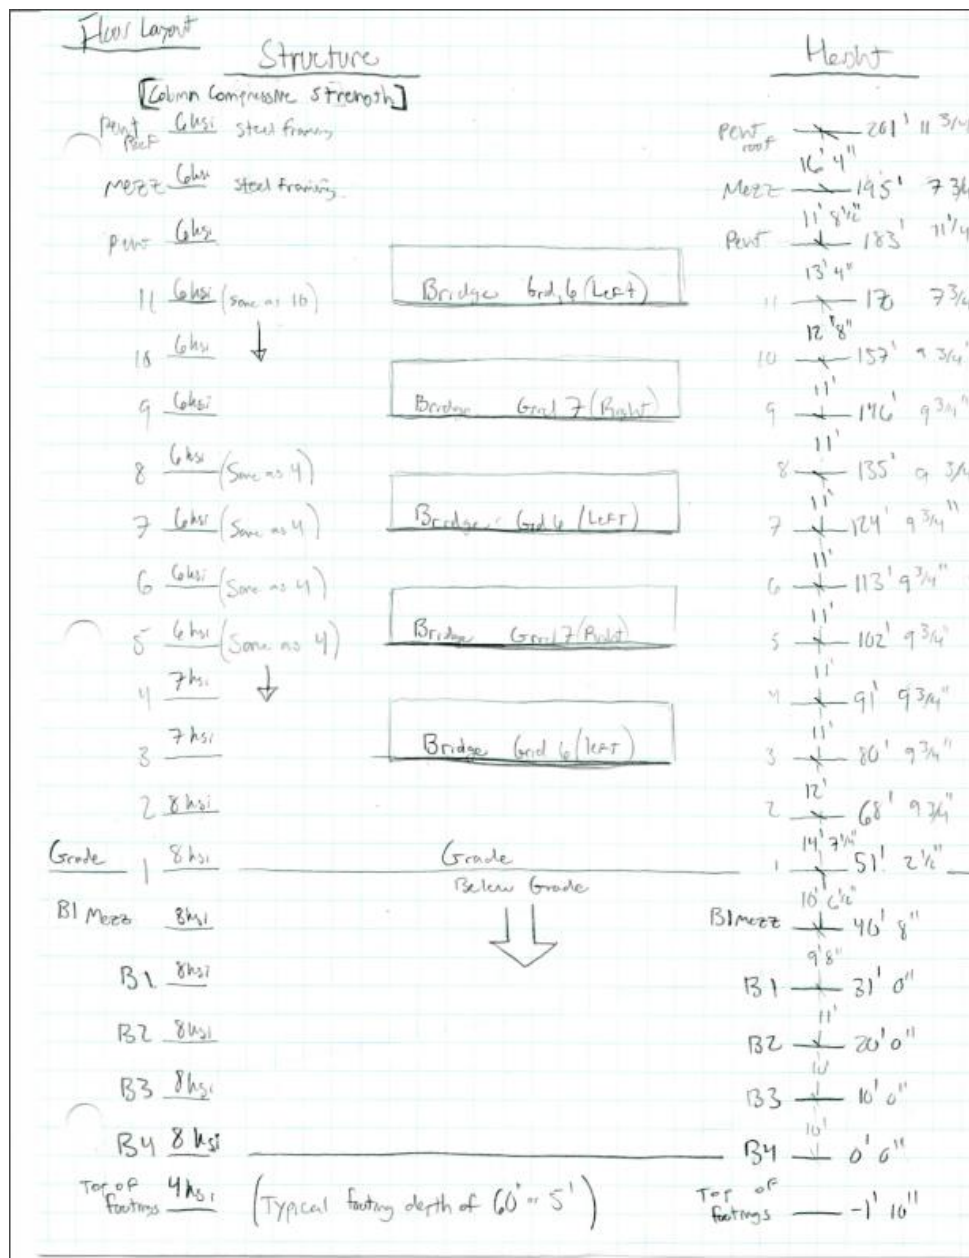 Floor Layout
Structure Height
[Column Compressive Strength]
Pent Roof 6ksi steel framing Pent roof 201' 11 3/4
16' 4"
Mezz 6ksi steel framing Mezz 195' 7 3/4
11' 8 1/2"
Pent 6ksi Pent 183' 11 1/4
13' 4"
11 6ksi (Same as 10) Bridge Grd, 6 (Left) 11 170 7 3/4
12' 8"
10 6ksi 10 157' 9 3/4"
11'
9 6ksi Bridge Grid 7 (Right) 9 146' 9 3/4"
11'
8 6ksi (Same as 4) 8 135' 9 3/4
11'
7 6ksi (Same as 4) Bridge Grd 6 (Left) 7 124' 9 3/4"
11'
6 6ksi (Same as 4) 6 113' 9 3/4"
11'
5 6ksi (Same as 4) Bridge Grid 7 (Right) 5 102' 9 3/4"
11'
4 7ksi 4 91' 9 3/4"
11'
3 7ksi Bridge Grid 6 (left) 3 80' 9 3/4"
12'
2 8ksi 2 68' 9 3/4"
14' 7 1/4"
Grade 1 8ksi Grade 1 51' 2 1/2"
Below Grade
10' 6 1/2"
B1 Mezz 8ksi B1 Mezz 40' 8"
9' 8"
B1 8ksi B1 31' 0"
11'
B2 8ksi B2 20' 0"
10'
B3 8ksi B3 10' 0"
10'
B4 8ksi B4 0' 0"
Top of footings 4ksi (Typical footing depth of 60' or 5') Top of footings -1' 10"